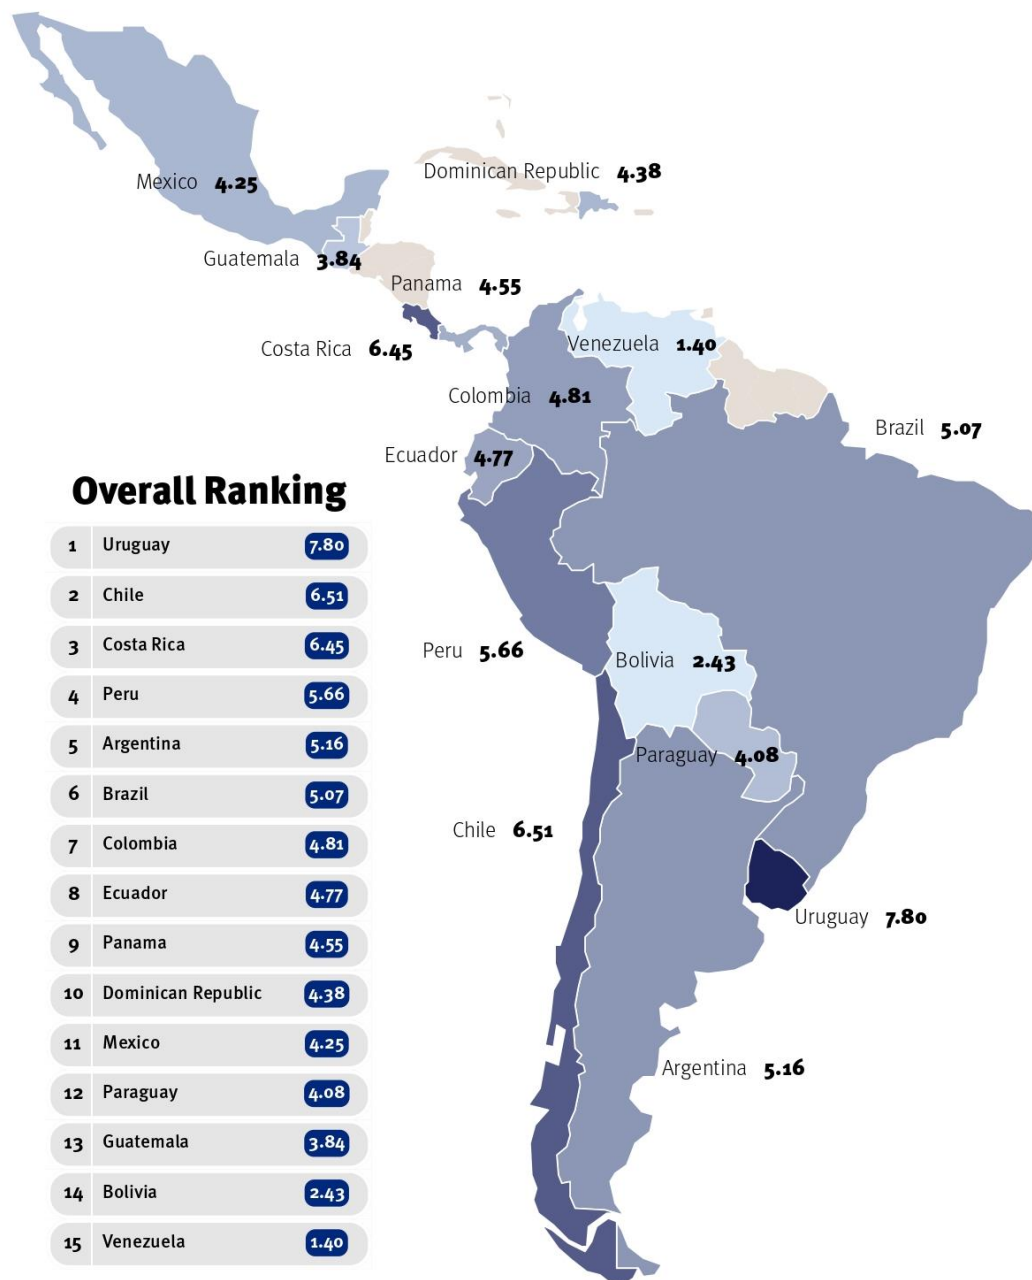 Mexico 4.25
Dominican Republic 4.38
Guatemala 3.84
Panama 4.55
Costa Rica 6.45
Venezuela 1.40
Colombia 4.81
Brazil 5.07
Ecuador 4.77
Overall Ranking
1 Uruguay 7.80
2 Chile 6.51
3 Costa Rica 6.45
4 Peru 5.66
5 Argentina 5.16
6 Brazil 5.07
7 Colombia 4.81
8 Ecuador 4.77
9 Panama 4.55
10 Dominican Republic 4.38
11 Mexico 4.25
12 Paraguay 4.08
13 Guatemala 3.84
14 Bolivia 2.43
15 Venezuela 1.40
Peru 5.66
Bolivia 2.43
Paraguay 4.08
Chile 6.51
Uruguay 7.80
Argentina 5.16